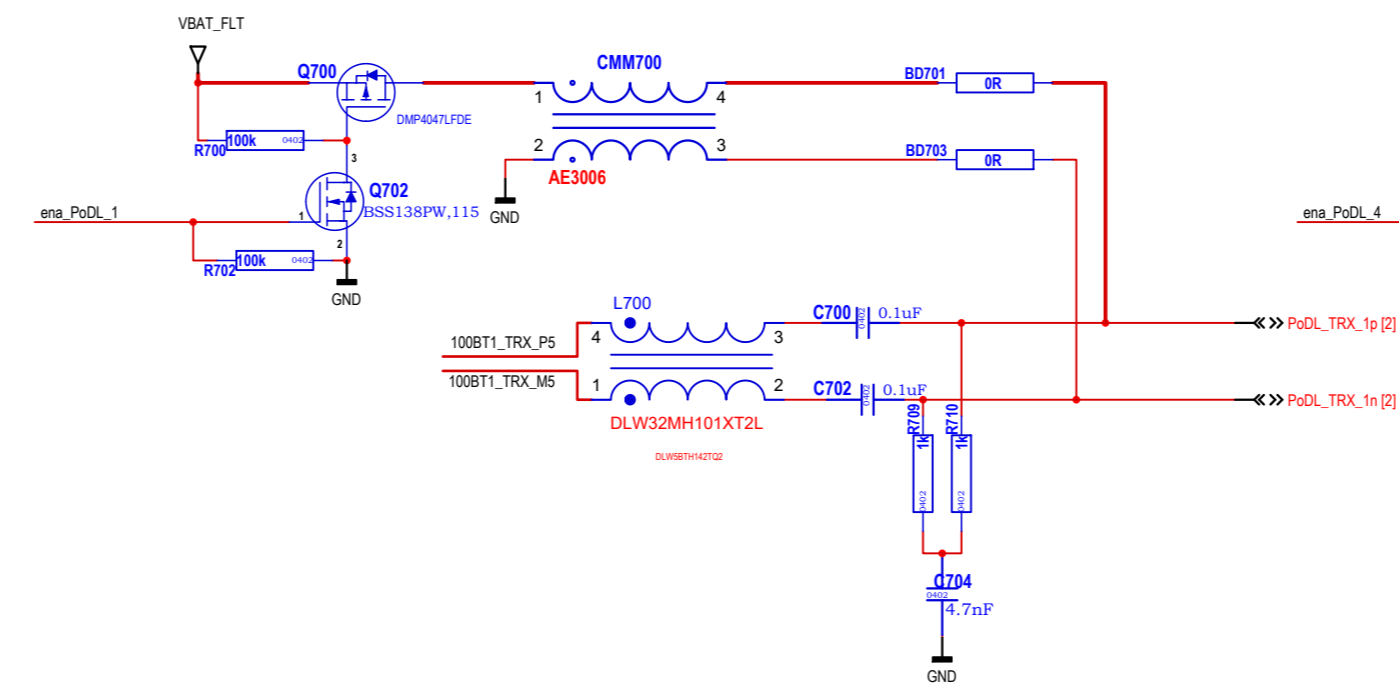 VBAT_FLT
Q700
CMM700
BD701
0R
1
4
DMP4047LFDE
100k
0402
R700
3
2
3
BD703
0R
Q702
AE3006
BSS138PW,115
ena_PoDL_1
1
GND
ena_PoDL_4
2
100k
0402
R702
GND
L700
C700
0402
0.1uF
4
3
PoDL_TRX_1p [2]
100BT1_TRX_P5
100BT1_TRX_M5
1
2
C702
0402
0.1uF
PoDL_TRX_1n [2]
DLW32MH101XT2L
DLW5BTH142TQ2
R709
1k
0402
R710
1k
0402
C704
0402
4.7nF
GND